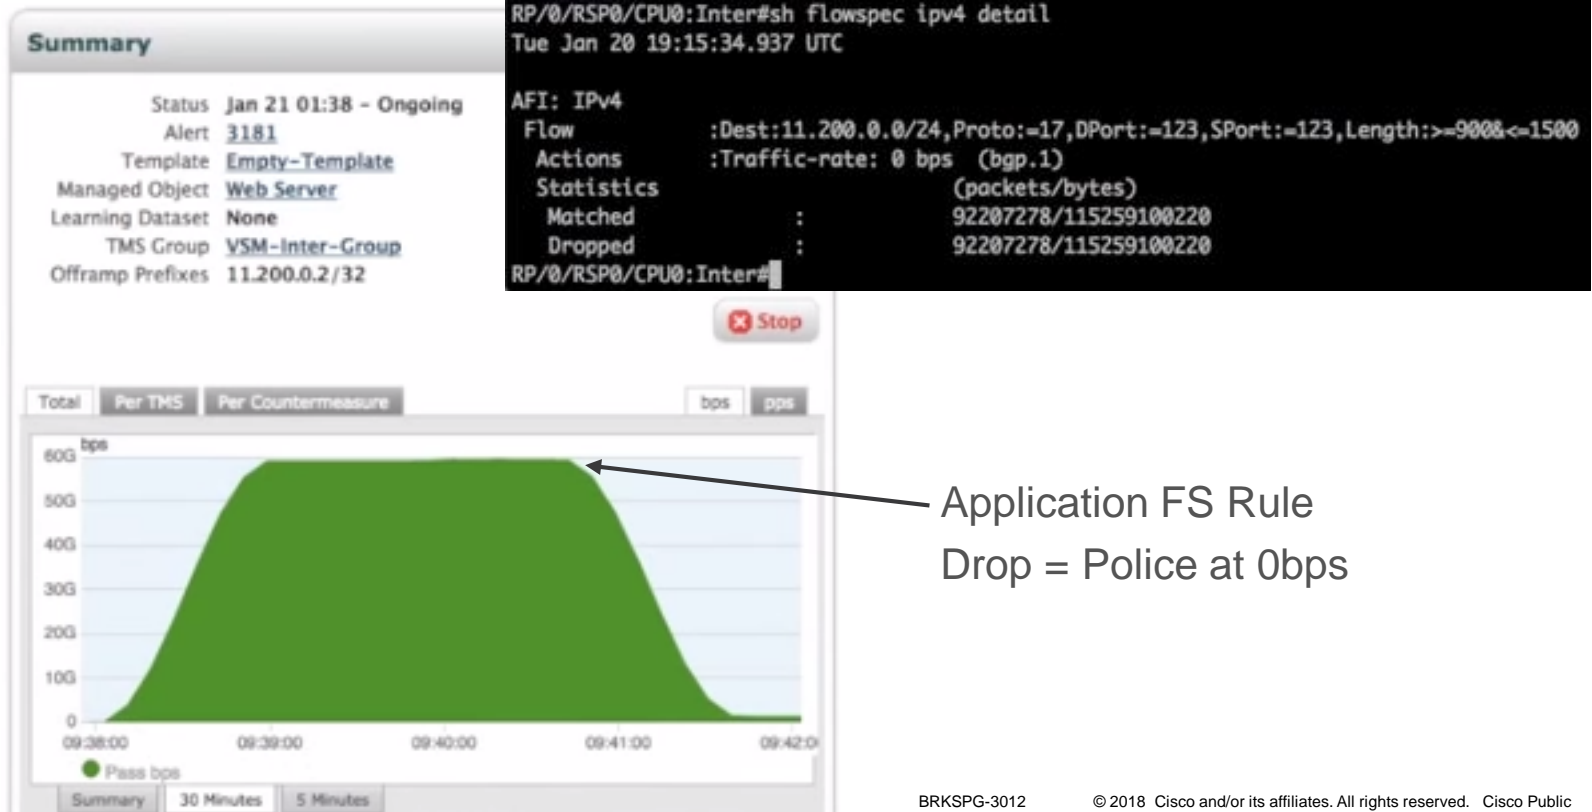 Summary
Status Jan 21 01:38 - Ongoing
Alert 3181
Template Empty-Template
Managed Object Web Server
Learning Dataset None
TMS Group VSM-Inter-Group
Offramp Prefixes 11.200.0.2/32
RP/0/RSP0/CPU0:Inter#sh flowspec ipv4 detail
Tue Jan 20 19:15:34.937 UTC
AFI: IPv4
Flow :Dest:11.200.0.0/24,Proto:=17,DPort:=123,SPort:=123,Length:>=900&<=1500
Actions :Traffic-rate: 0 bps (bgp.1)
Statistics (packets/bytes)
Matched : 92207278/115259100220
Dropped : 92207278/115259100220
RP/0/RSP0/CPU0:Inter#
Stop
Total Per TMS Per Countermeasure bps pps
bps
60G
50G
40G
30G
20G
10G
0
09:38:00 09:39:00 09:40:00 09:41:00 09:42:0
Pass bps
Summary 30 Minutes 5 Minutes
Application FS Rule
Drop = Police at 0bps
BRKSPG-3012 © 2018 Cisco and/or its affiliates. All rights reserved. Cisco Public